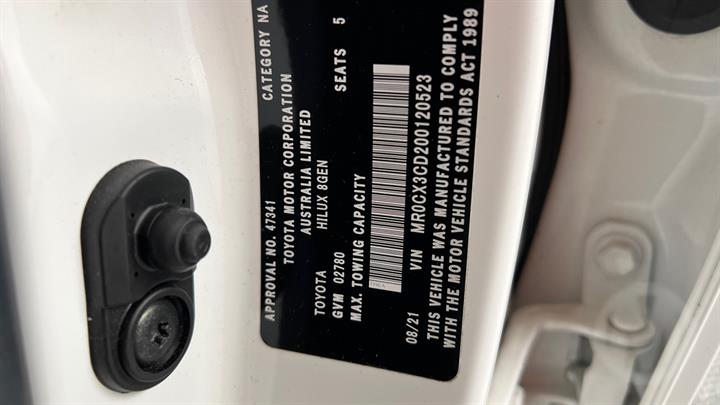 APPROVAL NO. 47341 CATEGORY NA
TOYOTA MOTOR CORPORATION
AUSTRALIA LIMITED
TOYOTA HILUX 8GEN
GVM 02780 SEATS 5
MAX. TOWING CAPACITY
08/21 VIN MR0CX3CD200120523
THIS VEHICLE WAS MANUFACTURED TO COMPLY
WITH THE MOTOR VEHICLE STANDARDS ACT 1989